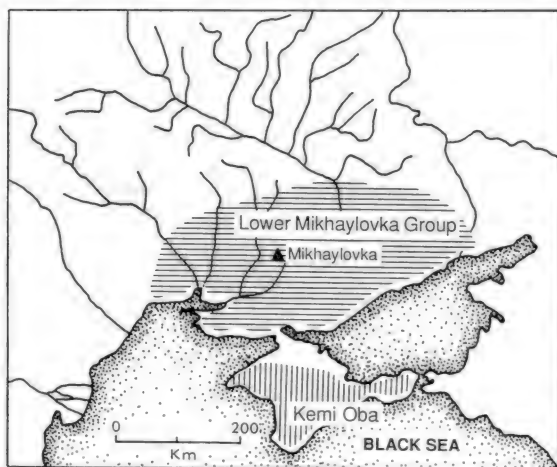 Lower Mikhaylovka Group
Mikhaylovka
Kemi Oba
0 200
Km
BLACK SEA